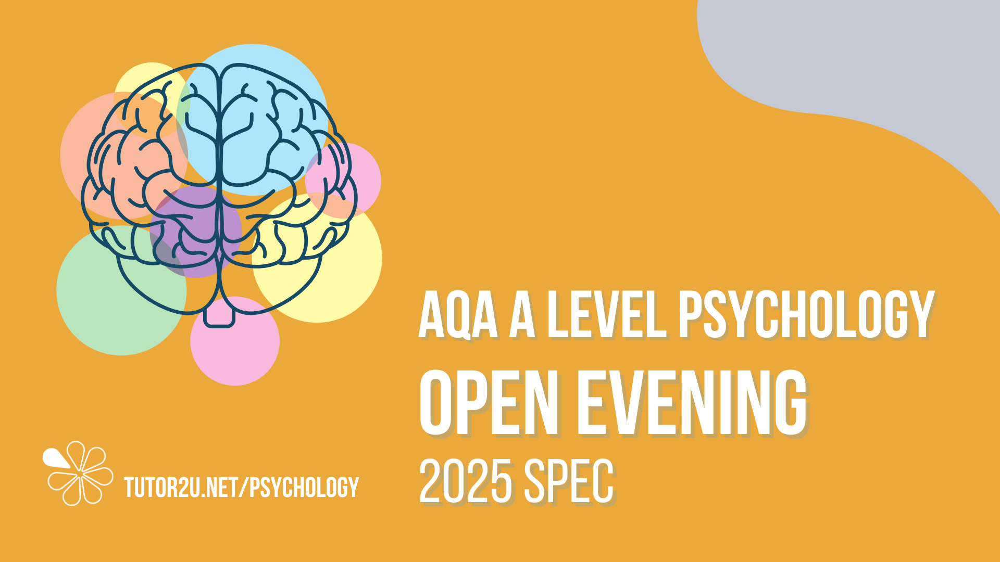 AQA A LEVEL PSYCHOLOGY
OPEN EVENING
2025 SPEC
TUTOR2U.NET/PSYCHOLOGY